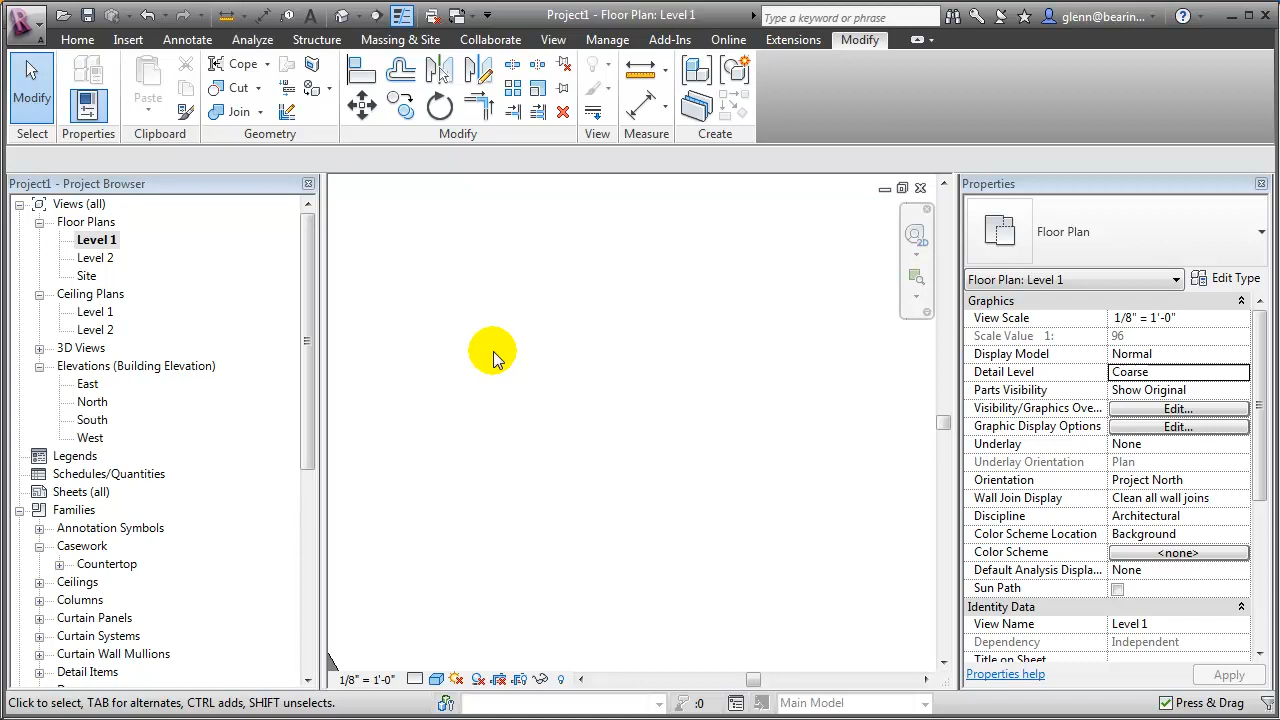 Project1 - Floor Plan: Level 1
Type a keyword or phrase
glenn@bearin...
Home Insert Annotate Analyze Structure Massing & Site Collaborate View Manage Add-Ins Online Extensions Modify
Modify
Paste
Cope
Cut
Join
Select Properties Clipboard Geometry Modify View Measure Create
Project1 - Project Browser
Views (all)
Floor Plans
Level 1
Level 2
Site
Ceiling Plans
Level 1
Level 2
3D Views
Elevations (Building Elevation)
East
North
South
West
Legends
Schedules/Quantities
Sheets (all)
Families
Annotation Symbols
Casework
Countertop
Ceilings
Columns
Curtain Panels
Curtain Systems
Curtain Wall Mullions
Detail Items
2D
1/8" = 1'-0"
Properties
Floor Plan
Floor Plan: Level 1
Edit Type
Graphics
View Scale 1/8" = 1'-0"
Scale Value 1: 96
Display Model Normal
Detail Level Coarse
Parts Visibility Show Original
Visibility/Graphics Ove... Edit...
Graphic Display Options Edit...
Underlay None
Underlay Orientation Plan
Orientation Project North
Wall Join Display Clean all wall joins
Discipline Architectural
Color Scheme Location Background
Color Scheme <none>
Default Analysis Displa... None
Sun Path
Identity Data
View Name Level 1
Dependency Independent
Title on Sheet
Properties help
Apply
Click to select, TAB for alternates, CTRL adds, SHIFT unselects.
:0
Main Model
Press & Drag